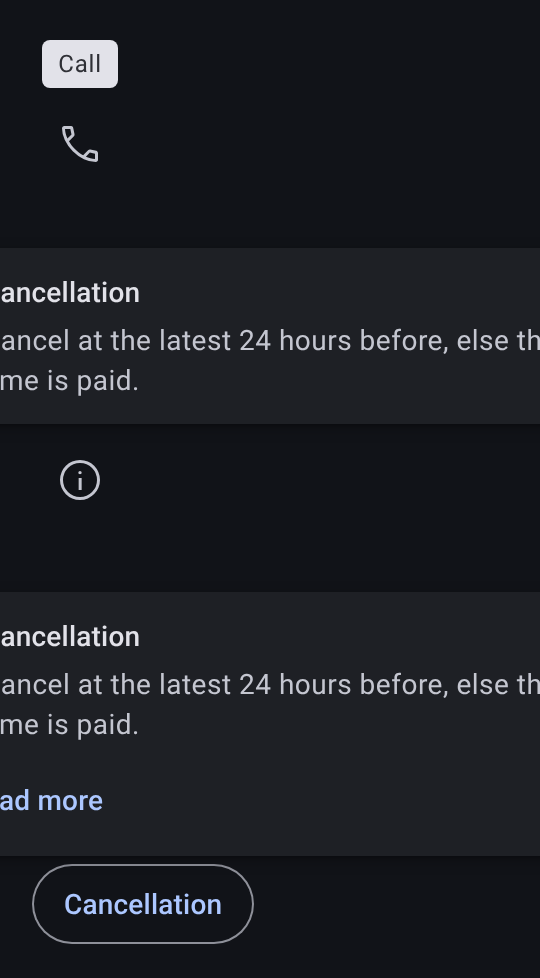 Call
ancellation
ancel at the latest 24 hours before, else th
me is paid.
ancellation
ancel at the latest 24 hours before, else th
me is paid.
ad more
Cancellation